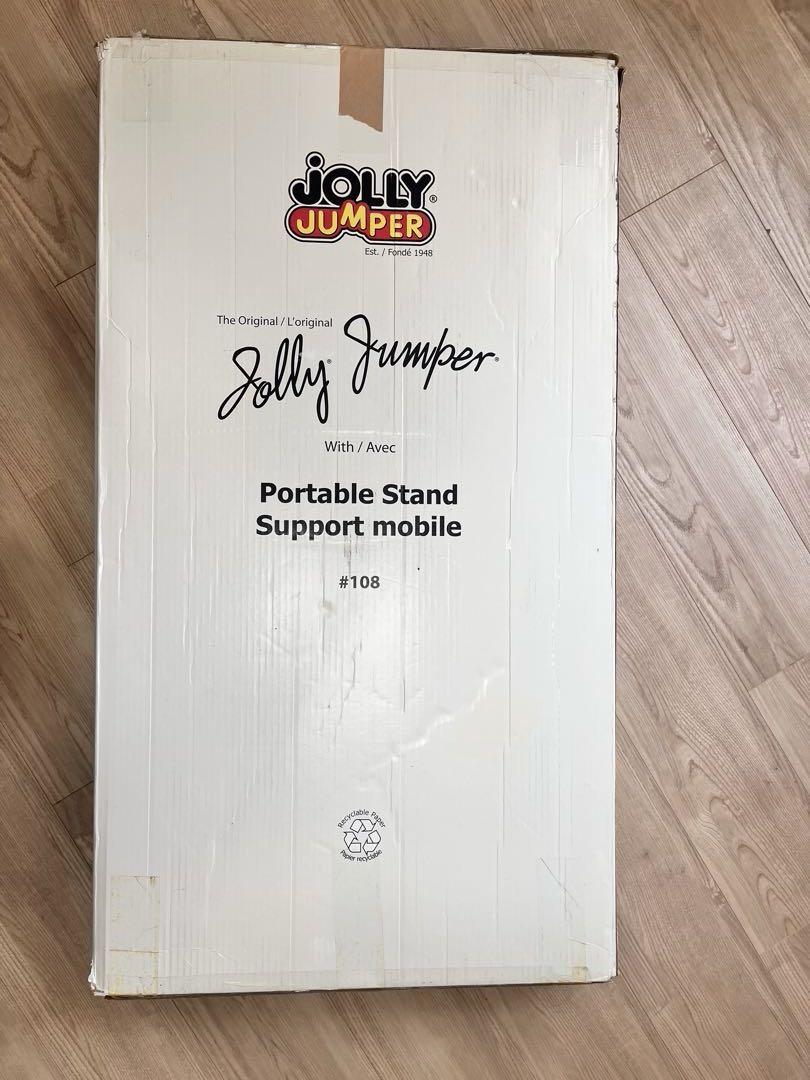 JOLLY®
JUMPER
Est. / Fondé 1948
The Original / L'original
Jolly® Jumper®
With / Avec
Portable Stand
Support mobile
#108
Recyclable Paper
Papier recyclable